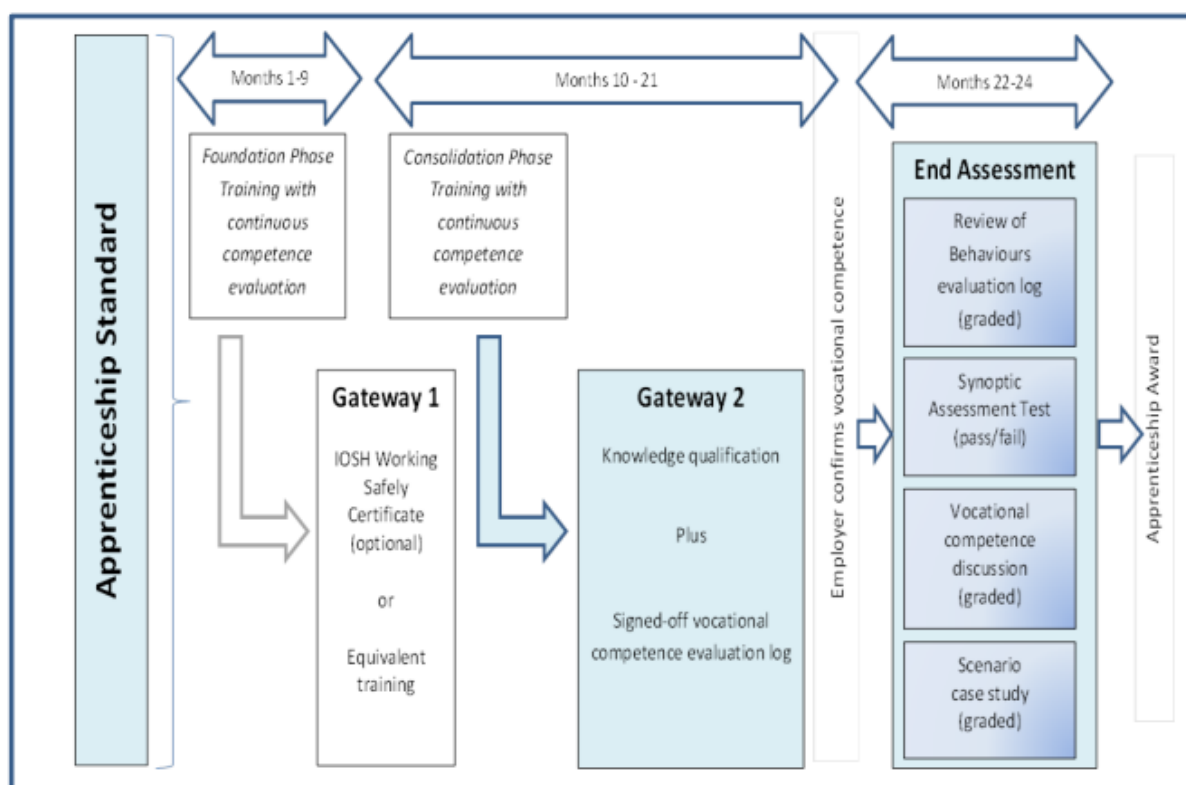 Apprenticeship Standard
Months 1-9
Months 10 - 21
Months 22-24
Foundation Phase
Training with
continuous
competence
evaluation
Consolidation Phase
Training with
continuous
competence
evaluation
Gateway 1
IOSH Working
Safely
Certificate
(optional)
or
Equivalent
training
Gateway 2
Knowledge qualification
Plus
Signed-off vocational
competence evaluation log
Employer confirms vocational competence
End Assessment
Review of
Behaviours
evaluation log
(graded)
Synoptic
Assessment Test
(pass/fail)
Vocational
competence
discussion
(graded)
Scenario
case study
(graded)
Apprenticeship Award